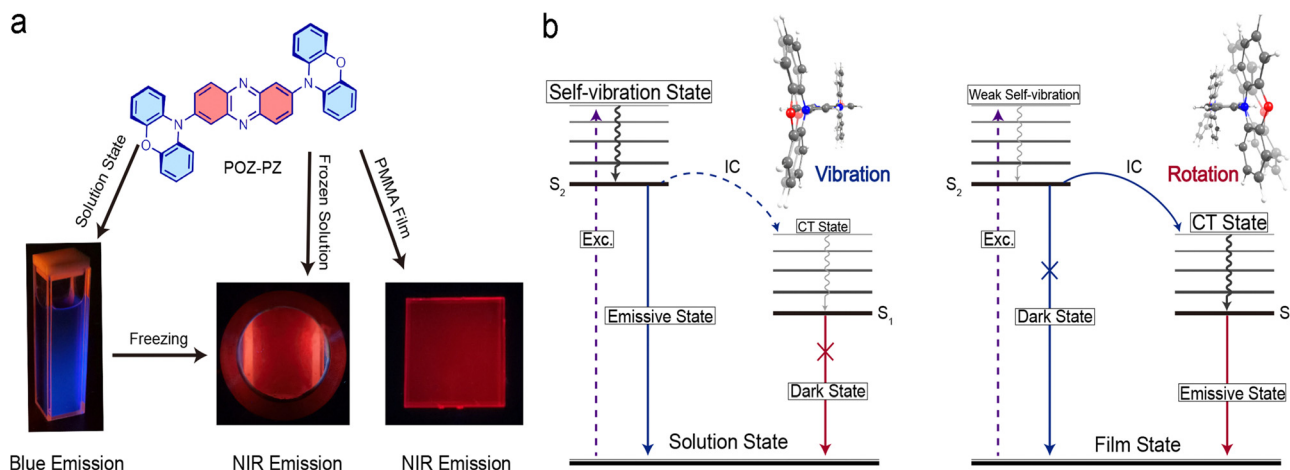 a
O
N
N
N
N
O
POZ-PZ
Solution State
Frozen Solution
PMMA Film
Freezing
Blue Emission
NIR Emission
NIR Emission
b
Self-vibration State
S2
IC
Vibration
CT State
Exc.
Emissive State
S1
Dark State
Solution State
Weak Self-vibration
S2
IC
Rotation
CT State
Exc.
Dark State
S
Emissive State
Film State